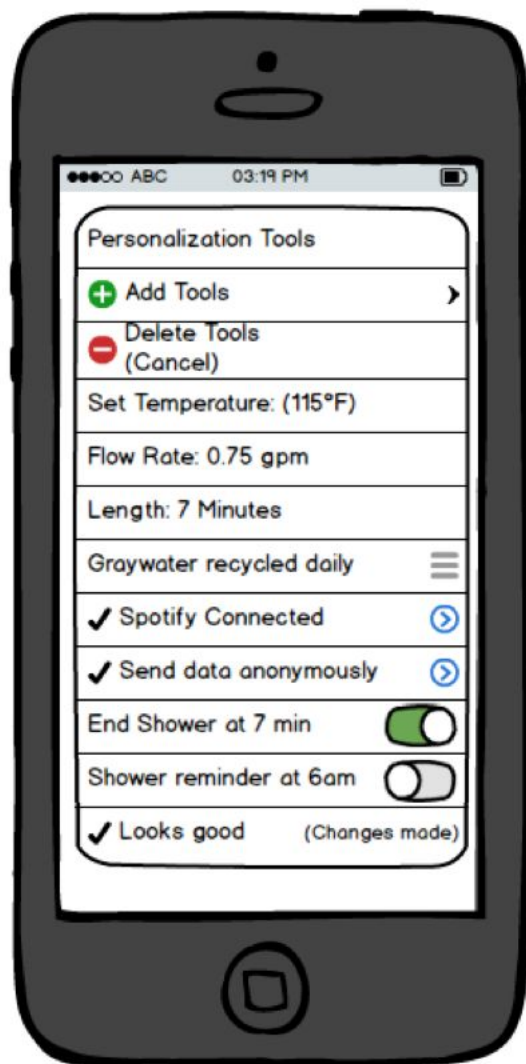 ABC 03:19 PM
Personalization Tools
Add Tools
Delete Tools
(Cancel)
Set Temperature: (115°F)
Flow Rate: 0.75 gpm
Length: 7 Minutes
Graywater recycled daily
Spotify Connected
Send data anonymously
End Shower at 7 min
Shower reminder at 6am
Looks good (Changes made)